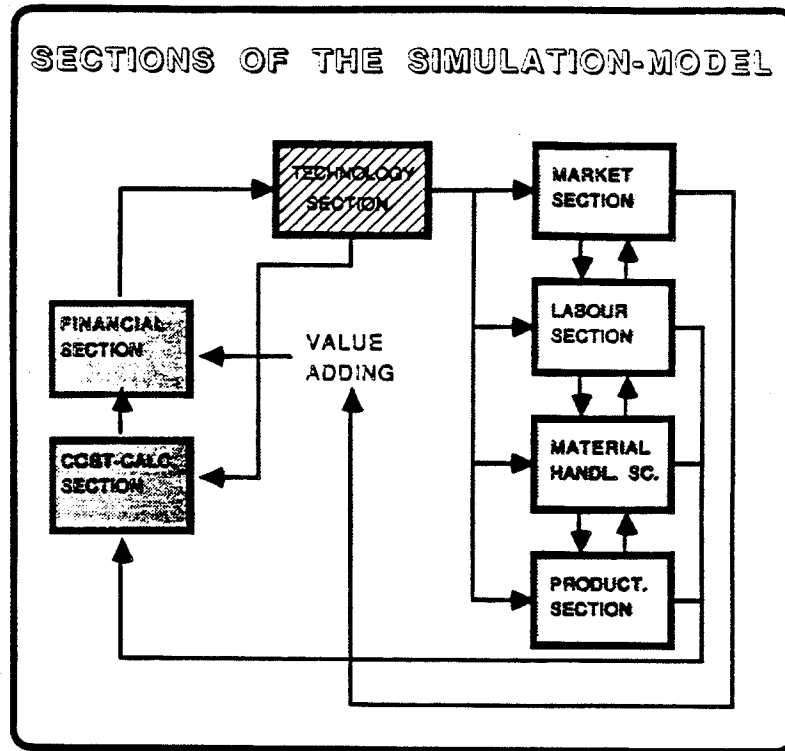 SECTIONS OF THE SIMULATION-MODEL
TECHNOLOGY
SECTION
MARKET
SECTION
FINANCIAL
SECTION
VALUE
ADDING
LABOUR
SECTION
COST-CALC.
SECTION
MATERIAL
HANDL. SC.
PRODUCT.
SECTION